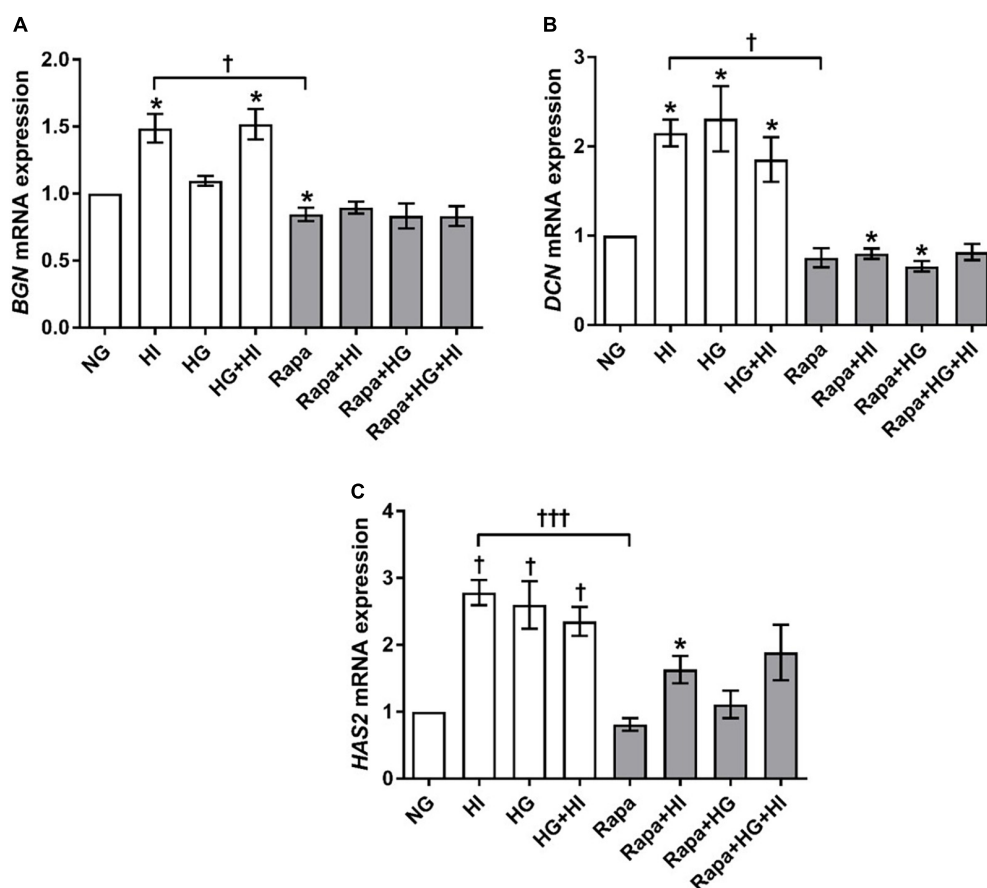 A
BGN mRNA expression
2.0
1.5
1.0
0.5
0.0
†
*
*
*
NG
HI
HG
HG+HI
Rapa
Rapa+HI
Rapa+HG
Rapa+HG+HI
B
DCN mRNA expression
3
2
1
0
†
*
*
*
*
*
NG
HI
HG
HG+HI
Rapa
Rapa+HI
Rapa+HG
Rapa+HG+HI
C
HAS2 mRNA expression
4
3
2
1
0
†††
†
†
†
*
NG
HI
HG
HG+HI
Rapa
Rapa+HI
Rapa+HG
Rapa+HG+HI